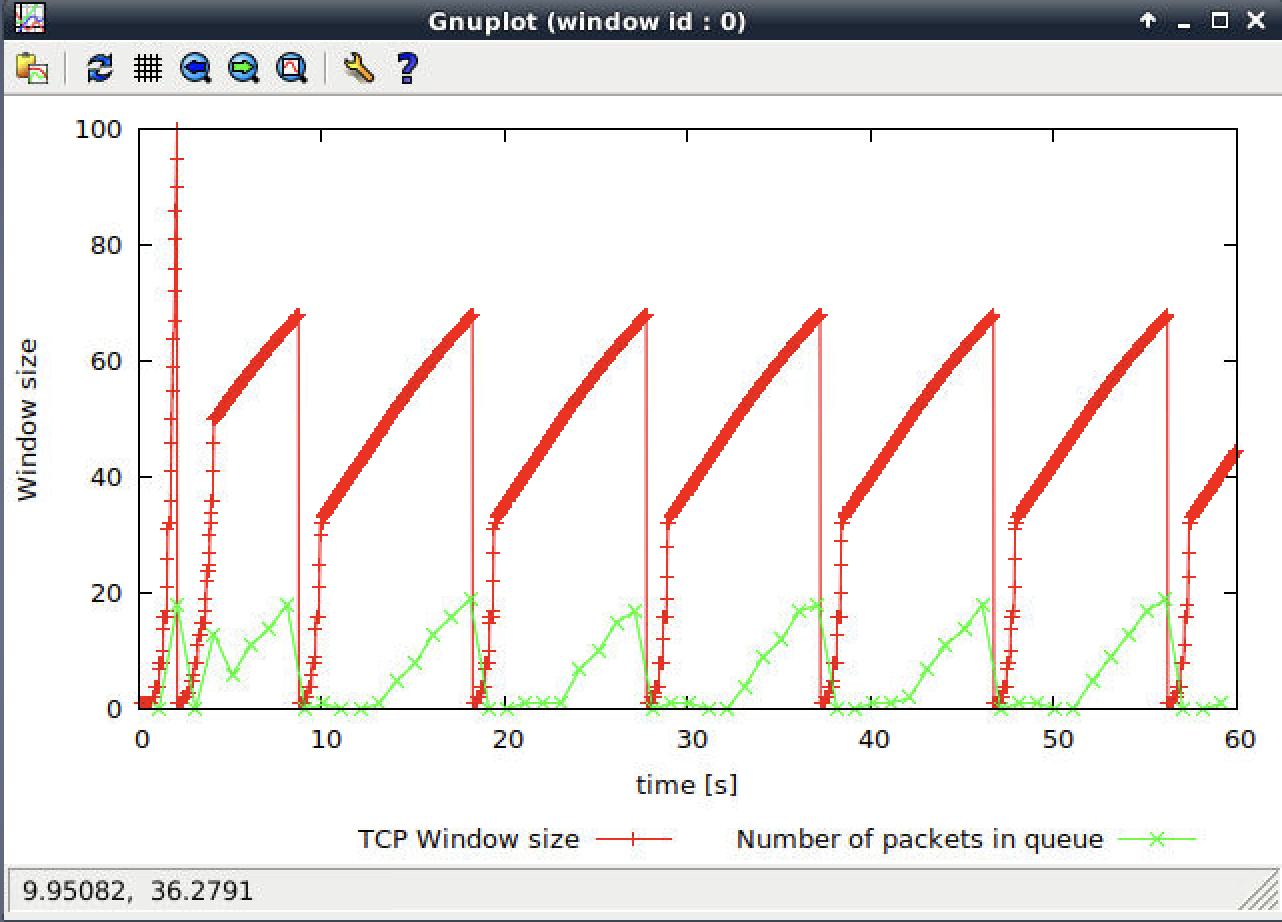 Gnuplot (window id : 0)
?
100
80
60
40
20
0
Window size
0 10 20 30 40 50 60
time [s]
TCP Window size Number of packets in queue
9.95082, 36.2791